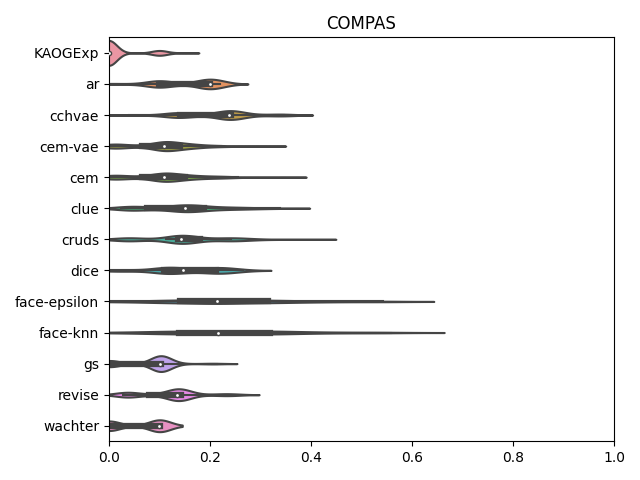 COMPAS
KAOGExp
ar
cchvae
cem-vae
cem
clue
cruds
dice
face-epsilon
face-knn
gs
revise
wachter
0.0 0.2 0.4 0.6 0.8 1.0